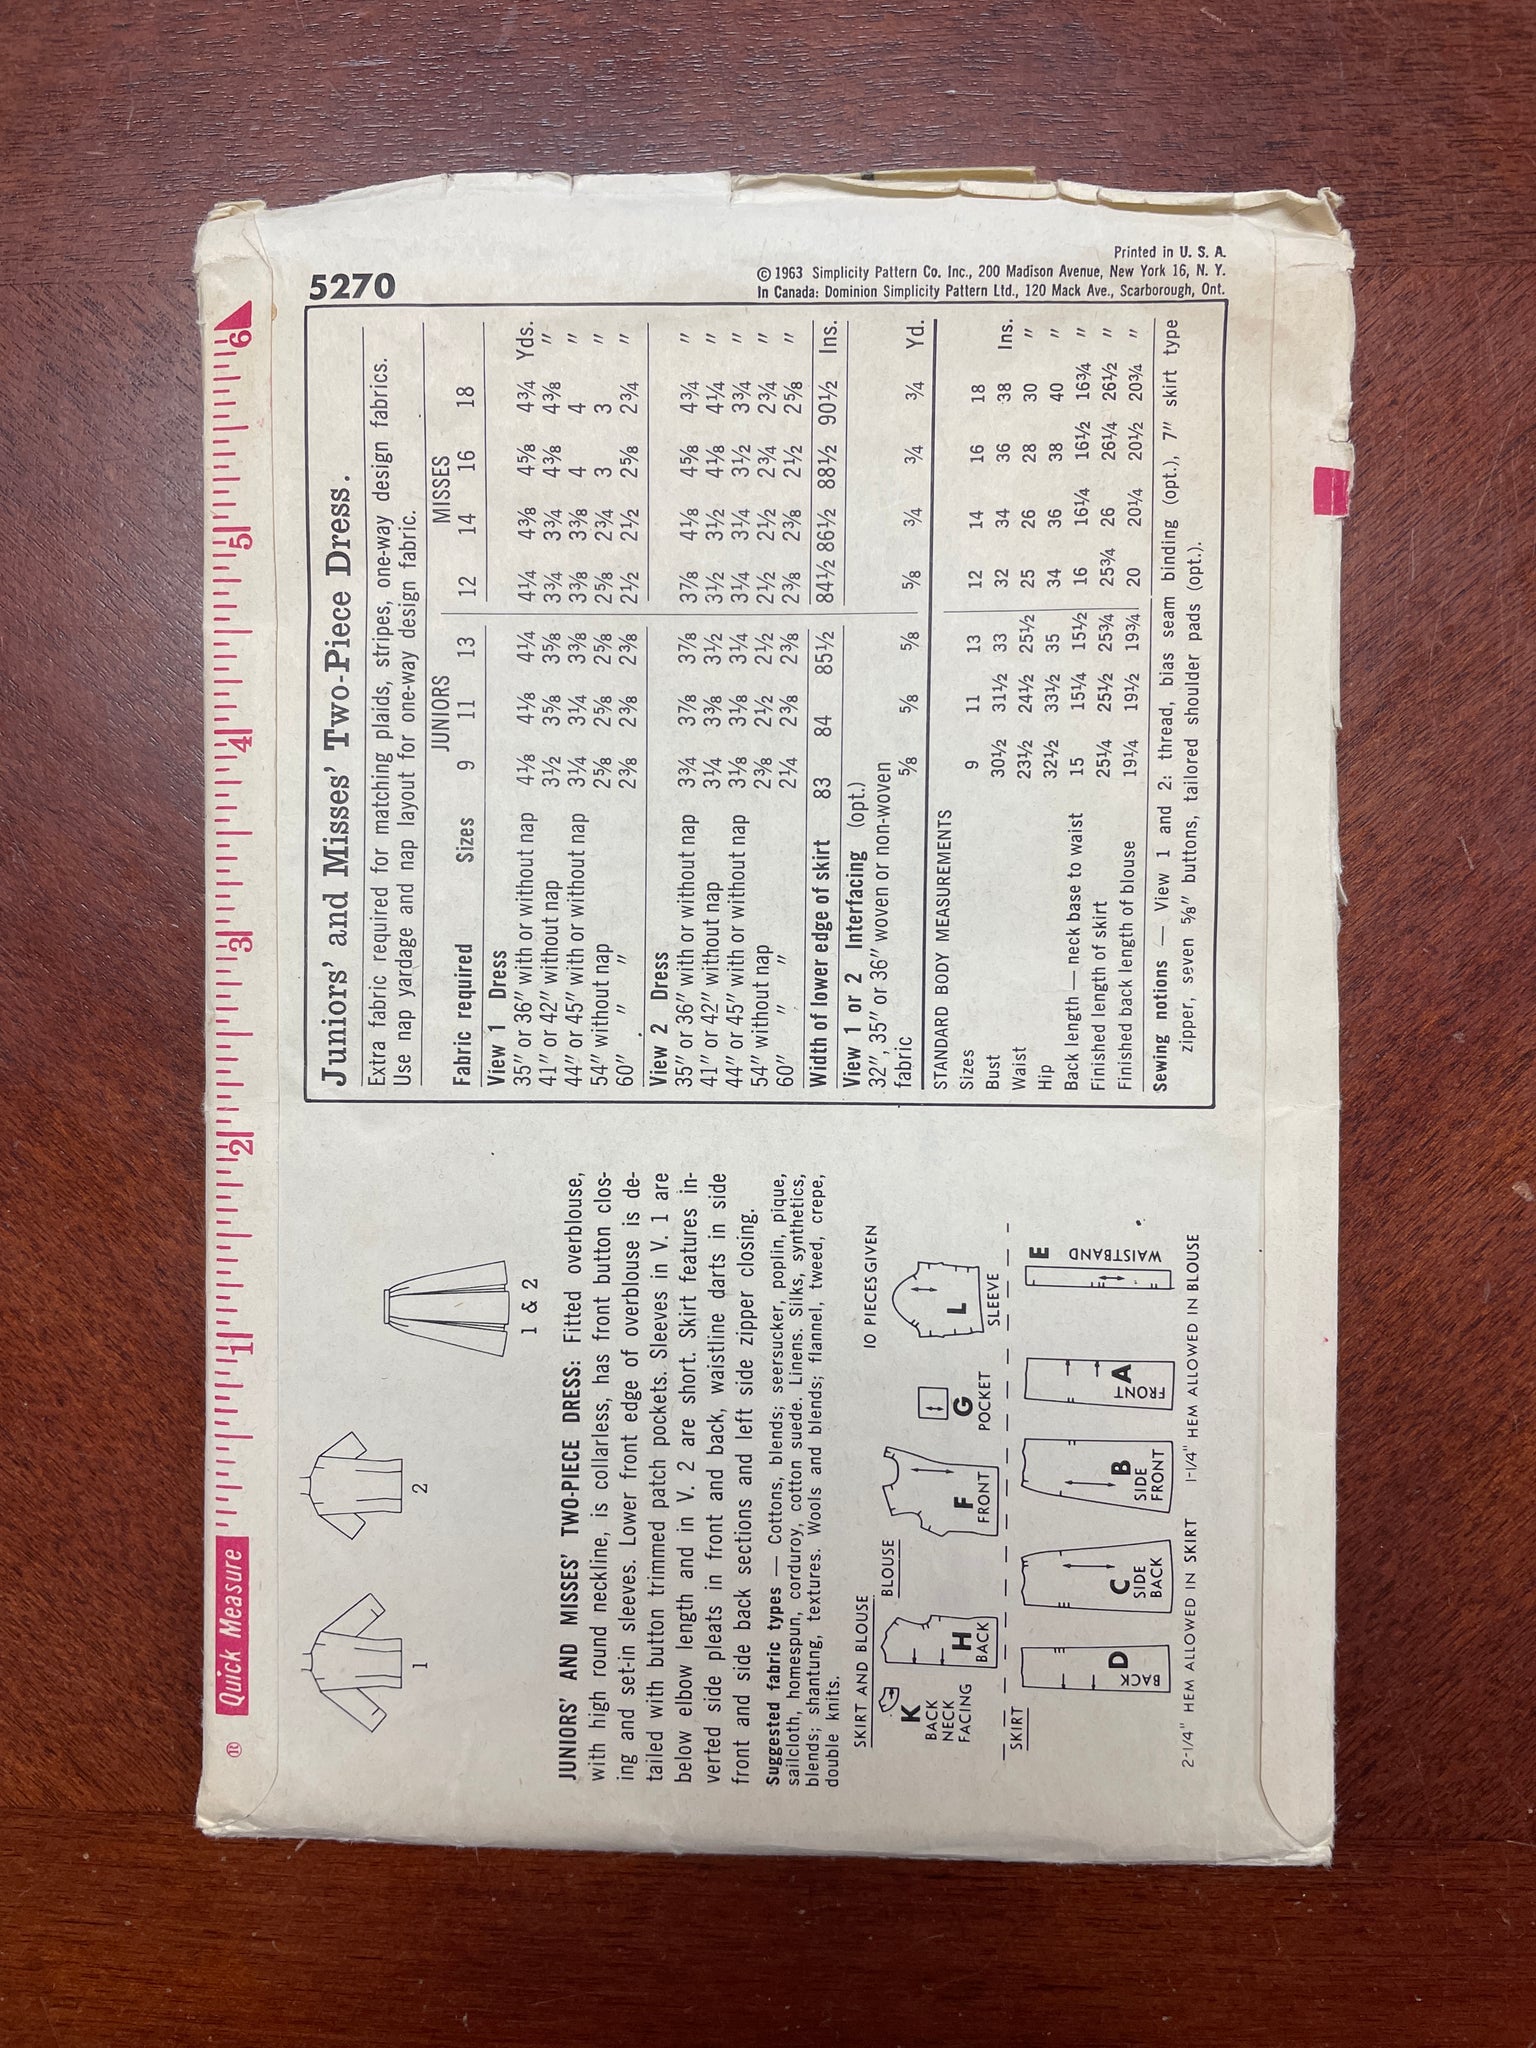 ® Quick Measure 1 2 3 4 5 6
5270
1
2
1 & 2
JUNIORS' AND MISSES' TWO-PIECE DRESS: Fitted overblouse,
with high round neckline, is collarless, has front button clos-
ing and set-in sleeves. Lower front edge of overblouse is de-
tailed with button trimmed patch pockets. Sleeves in V. 1 are
below elbow length and in V. 2 are short. Skirt features in-
verted side pleats in front and back, waistline darts in side
front and side back sections and left side zipper closing.
Suggested fabric types — Cottons, blends; seersucker, poplin, pique,
sailcloth, homespun, corduroy, cotton suede. Linens. Silks, synthetics,
blends; shantung, textures. Wools and blends; flannel, tweed, crepe,
double knits.
10 PIECES GIVEN
SKIRT AND BLOUSE
BLOUSE
K
BACK
NECK
FACING
H
BACK
F
FRONT
G
POCKET
L
SLEEVE
SKIRT
D
BACK
C
SIDE
BACK
B
SIDE
FRONT
A
FRONT
E
WAISTBAND
2-1/4" HEM ALLOWED IN SKIRT 1-1/4" HEM ALLOWED IN BLOUSE
Juniors' and Misses' Two-Piece Dress.
Extra fabric required for matching plaids, stripes, one-way design fabrics.
Use nap yardage and nap layout for one-way design fabric.
JUNIORS MISSES
Fabric required Sizes 9 11 13 12 14 16 18
View 1 Dress
35" or 36" with or without nap 4⅛ 4⅛ 4¼ 4¼ 4⅜ 4⅝ 4¾ Yds.
41" or 42" without nap 3½ 3⅝ 3⅝ 3¾ 3¾ 4⅜ 4⅜ "
44" or 45" with or without nap 3¼ 3¼ 3⅜ 3⅜ 3⅜ 4 4 "
54" without nap 2⅝ 2⅝ 2⅝ 2⅝ 2¾ 3 3 "
60" " " 2⅜ 2⅜ 2⅜ 2½ 2½ 2⅝ 2¾ "
View 2 Dress
35" or 36" with or without nap 3¾ 3⅞ 3⅞ 3⅞ 4⅛ 4⅝ 4¾ "
41" or 42" without nap 3¼ 3⅜ 3½ 3½ 3½ 4⅛ 4¼ "
44" or 45" with or without nap 3⅛ 3⅛ 3¼ 3¼ 3¼ 3½ 3¾ "
54" without nap 2⅜ 2½ 2½ 2½ 2½ 2¾ 2¾ "
60" " " 2¼ 2⅜ 2⅜ 2⅜ 2⅜ 2½ 2⅝ "
Width of lower edge of skirt 83 84 85½ 84½ 86½ 88½ 90½ Ins.
View 1 or 2 Interfacing (opt.)
32", 35" or 36" woven or non-woven
fabric ⅝ ⅝ ⅝ ⅝ ¾ ¾ ¾ Yd.
STANDARD BODY MEASUREMENTS
Sizes 9 11 13 12 14 16 18
Bust 30½ 31½ 33 32 34 36 38 Ins.
Waist 23½ 24½ 25½ 25 26 28 30 "
Hip 32½ 33½ 35 34 36 38 40 "
Back length — neck base to waist 15 15¼ 15½ 16 16¼ 16½ 16¾ "
Finished length of skirt 25¼ 25½ 25¾ 25¾ 26 26¼ 26½ "
Finished back length of blouse 19¼ 19½ 19¾ 20 20¼ 20½ 20¾ "
Sewing notions — View 1 and 2: thread, bias seam binding (opt.), 7" skirt type
zipper, seven ⅝" buttons, tailored shoulder pads (opt.).
Printed in U. S. A.
© 1963 Simplicity Pattern Co. Inc., 200 Madison Avenue, New York 16, N. Y.
In Canada: Dominion Simplicity Pattern Ltd., 120 Mack Ave., Scarborough, Ont.